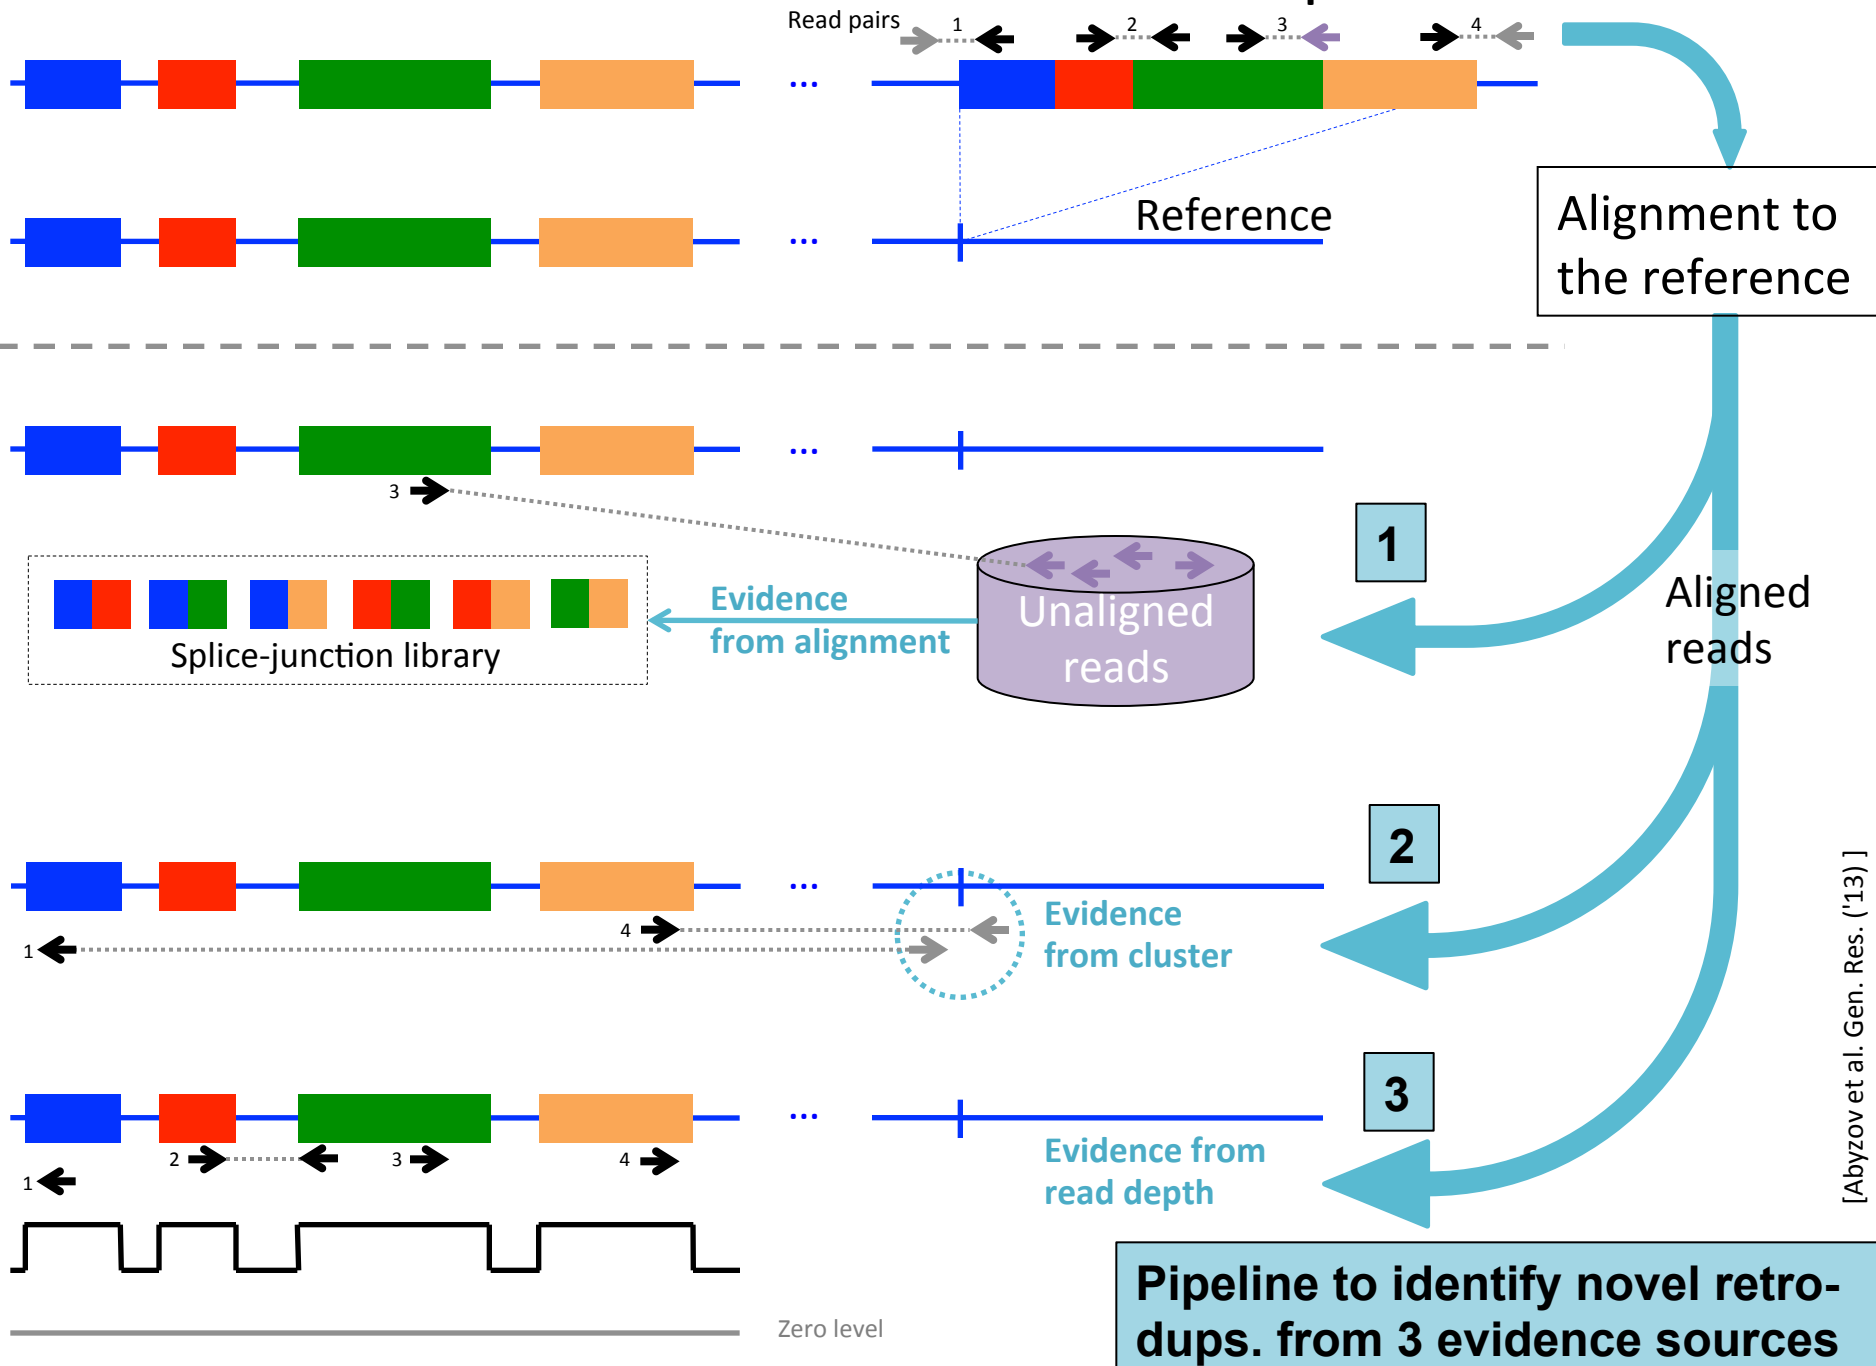 Read pairs
1
2
3
4
...
Reference
...
Alignment to
the reference
...
3
1
Evidence
from alignment
Unaligned
reads
Splice-junction library
Aligned
reads
2
...
4
1
Evidence
from cluster
3
...
2
3
4
1
Evidence from
read depth
Zero level
[Abyzov et al. Gen. Res. ('13) ]
Pipeline to identify novel retro-
dups. from 3 evidence sources